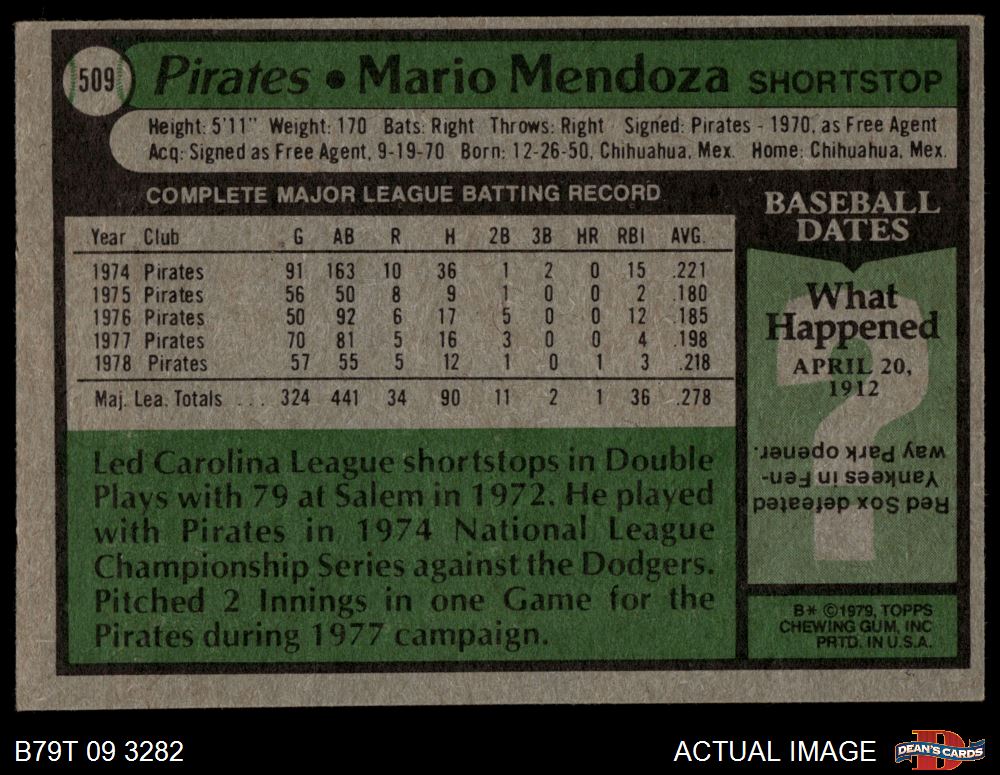 509 Pirates • Mario Mendoza SHORTSTOP
Height: 5'11" Weight: 170 Bats: Right Throws: Right Signed: Pirates - 1970, as Free Agent
Acq: Signed as Free Agent, 9-19-70 Born: 12-26-50, Chihuahua, Mex. Home: Chihuahua, Mex.
COMPLETE MAJOR LEAGUE BATTING RECORD
Year Club G AB R H 2B 3B HR RBI AVG.
1974 Pirates 91 163 10 36 1 2 0 15 .221
1975 Pirates 56 50 8 9 1 0 0 2 .180
1976 Pirates 50 92 6 17 5 0 0 12 .185
1977 Pirates 70 81 5 16 3 0 0 4 .198
1978 Pirates 57 55 5 12 1 0 1 3 .218
Maj. Lea. Totals . . . 324 441 34 90 11 2 1 36 .278
Led Carolina League shortstops in Double
Plays with 79 at Salem in 1972. He played
with Pirates in 1974 National League
Championship Series against the Dodgers.
Pitched 2 Innings in one Game for the
Pirates during 1977 campaign.
BASEBALL
DATES
What
Happened
APRIL 20,
1912
?
Red Sox defeated
Yankees in Fen-
way Park opener.
B* ©1979, TOPPS
CHEWING GUM, INC
PRTD. IN U.S.A.
B79T 09 3282
ACTUAL IMAGE
D
DEAN'S CARDS